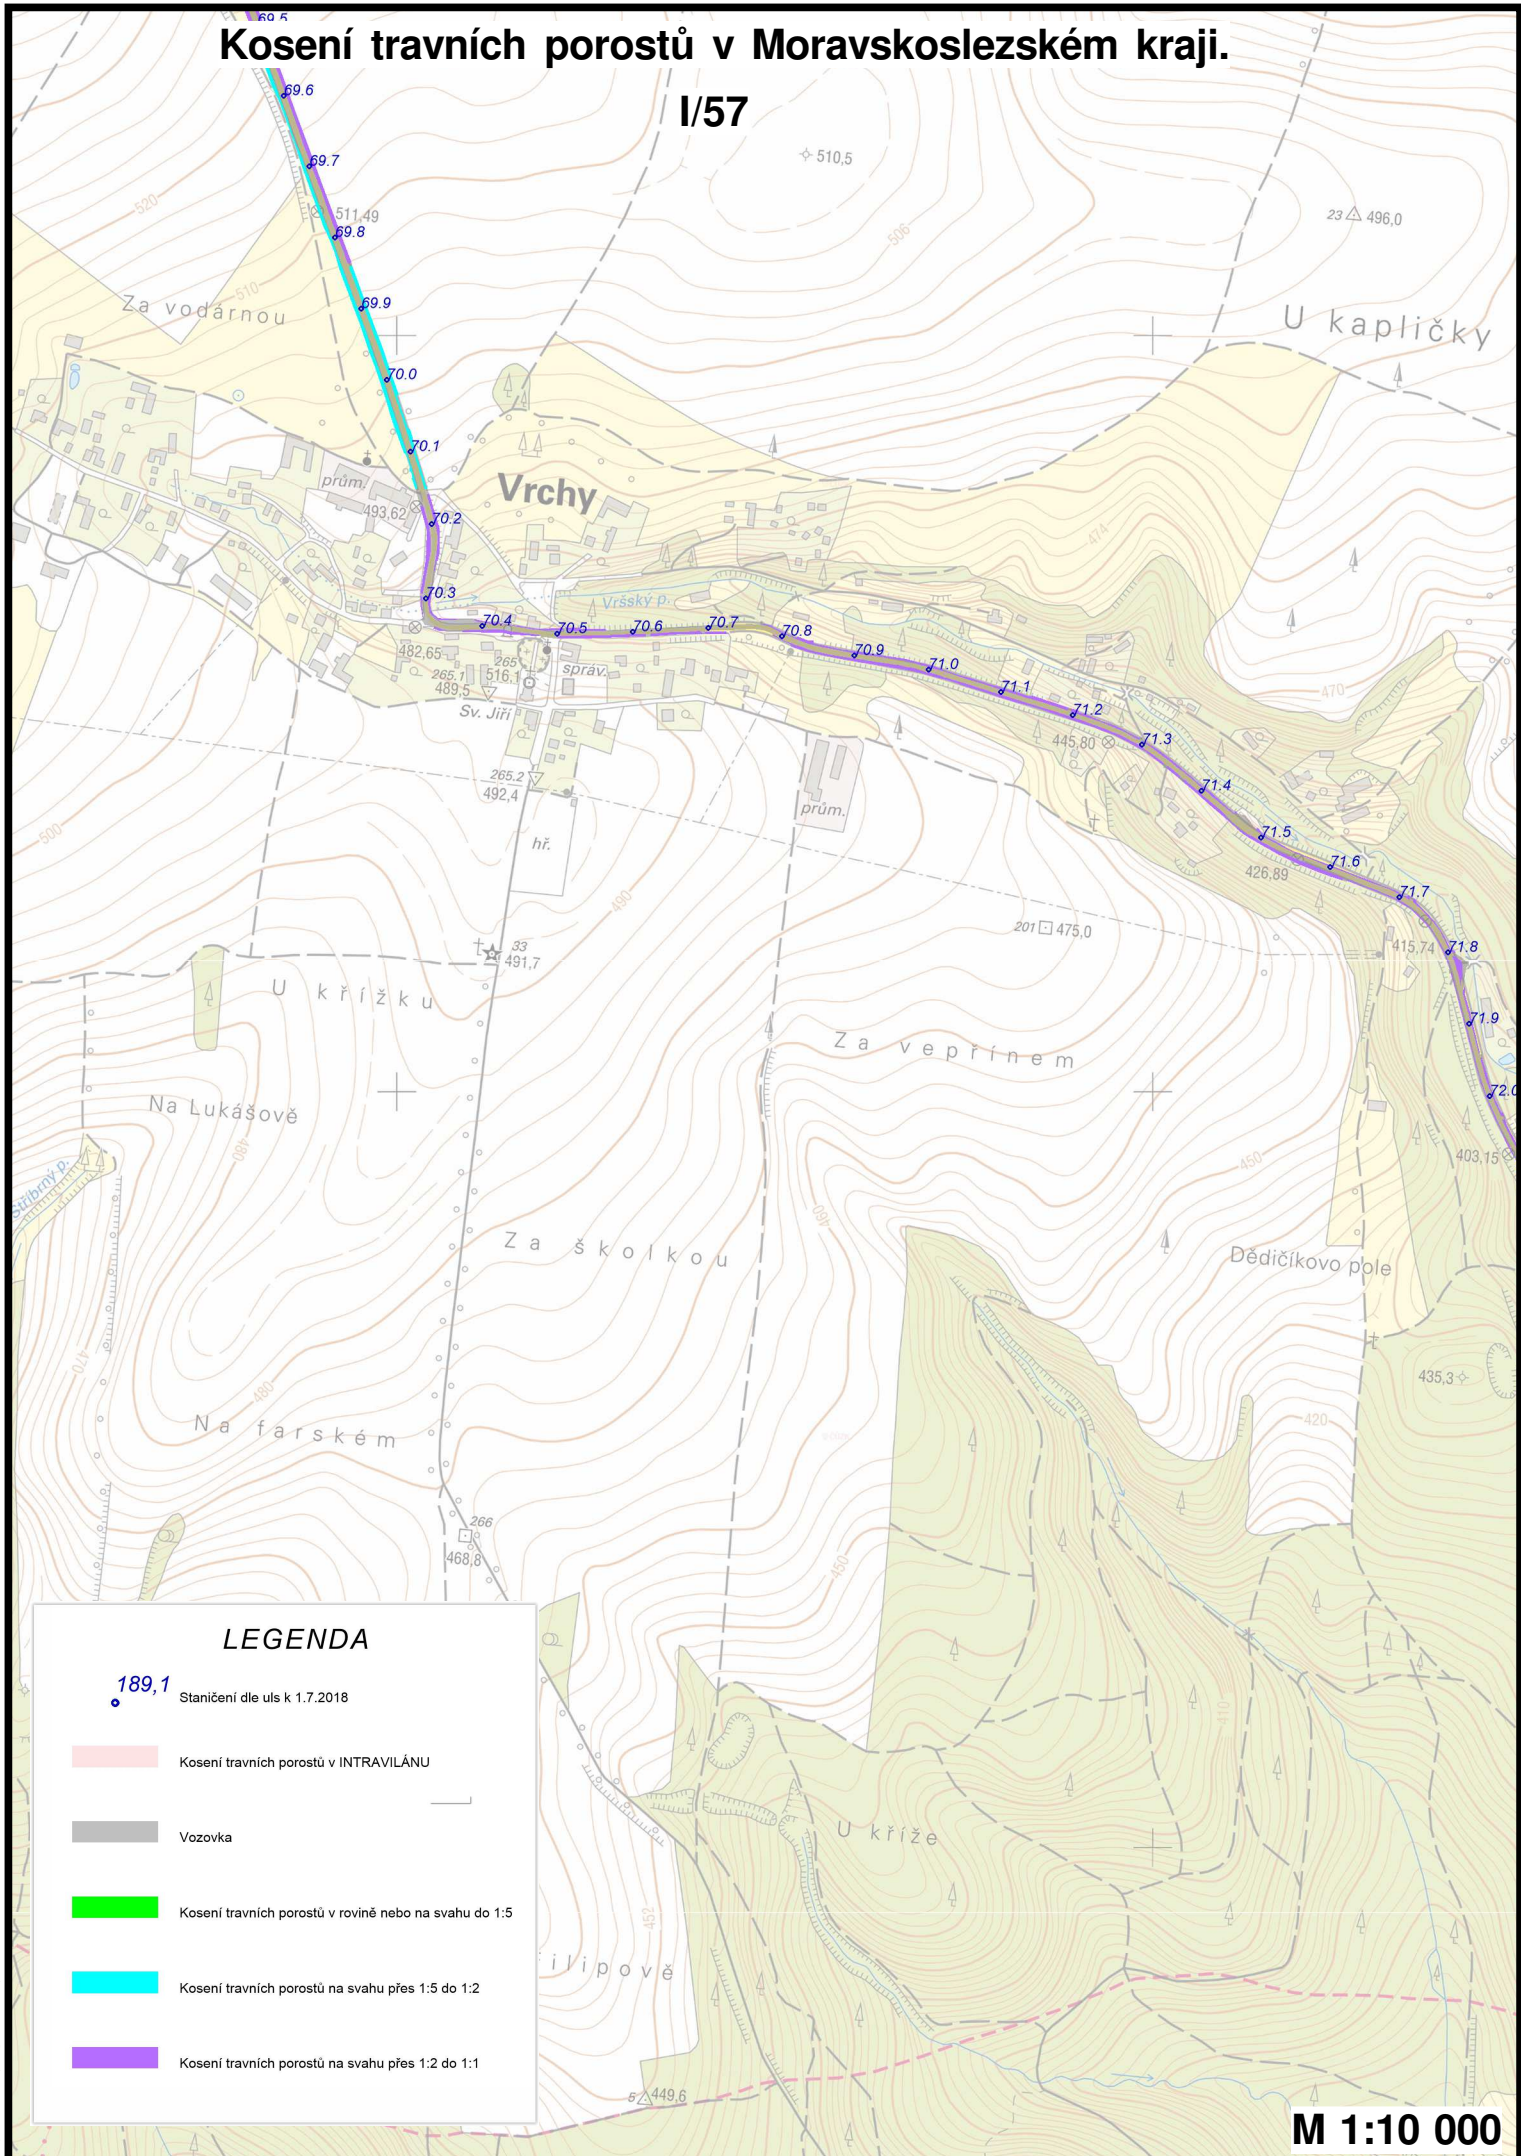 69.5
Kosení travních porostů v Moravskoslezském kraji.
I/57
69.6
69.7
510,5
520
511,49
23 496,0
69.8
506
510
69.9
Za vodárnou
U kapličky
70.0
70.1
prům.
Vrchy
493,62
70.2
474
70.3
Vršský p.
70.4
70.5
70.6
70.7
70.8
482,65
70.9
265
516,1
správ.
71.0
265.1
489,5
71.1
470
Sv. Jiří
71.2
445,80
71.3
265.2
492,4
71.4
prům.
500
hř.
71.5
71.6
426,89
71.7
490
201 475,0
33
491,7
415,74
71.8
U křížku
71.9
Za vepřínem
72.0
Na Lukášově
480
450
403,15
Stříbrný p.
460
Za školkou
Dědičíkovo pole
470
435,3
480
420
Na farském
266
468,8
450
LEGENDA
189,1
Staničení dle uls k 1.7.2018
410
Kosení travních porostů v INTRAVILÁNU
Vozovka
U kříže
Kosení travních porostů v rovině nebo na svahu do 1:5
452
ilipově
Kosení travních porostů na svahu přes 1:5 do 1:2
Kosení travních porostů na svahu přes 1:2 do 1:1
5 449,6
M 1:10 000